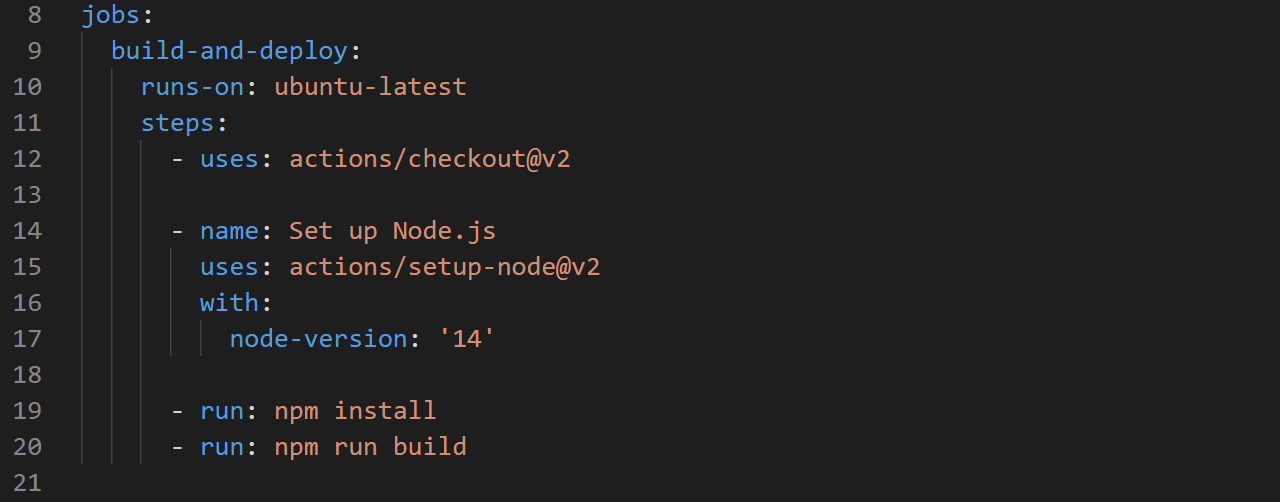 8 jobs:
9   build-and-deploy:
10     runs-on: ubuntu-latest
11     steps:
12       - uses: actions/checkout@v2
13
14       - name: Set up Node.js
15         uses: actions/setup-node@v2
16         with:
17           node-version: '14'
18
19       - run: npm install
20       - run: npm run build
21